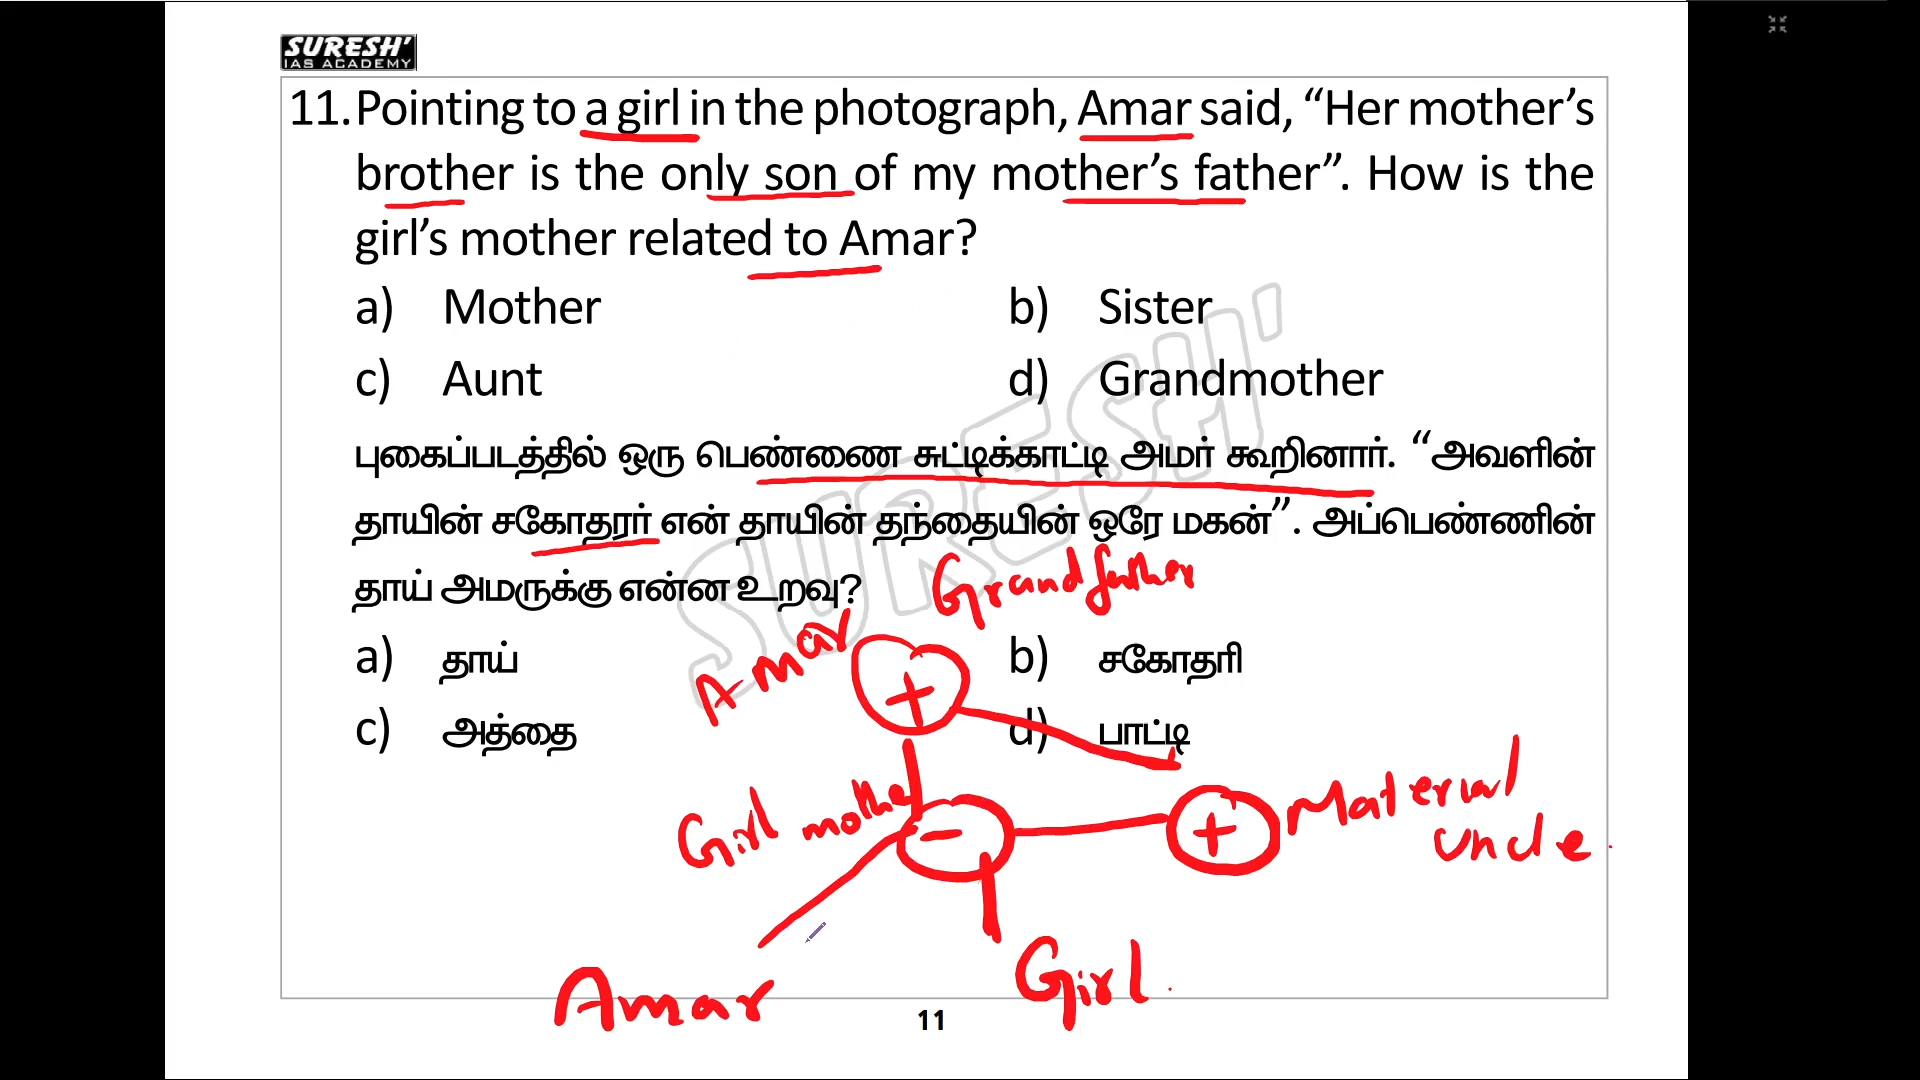 SURESH'
IAS ACADEMY
11. Pointing to a girl in the photograph, Amar said, “Her mother’s
brother is the only son of my mother’s father”. How is the
girl’s mother related to Amar?
a) Mother b) Sister
c) Aunt d) Grandmother
புகைப்படத்தில் ஒரு பெண்ணை சுட்டிக்காட்டி அமர் கூறினார். “அவளின்
தாயின் சகோதரர் என் தாயின் தந்தையின் ஒரே மகன்”. அப்பெண்ணின்
தாய் அமருக்கு என்ன உறவு?
Grandfather
a) தாய் b) சகோதரி
Amar
c) அத்தை d) பாட்டி
Girl mother
Material
uncle.
Amar
Girl.
11
SURESH'